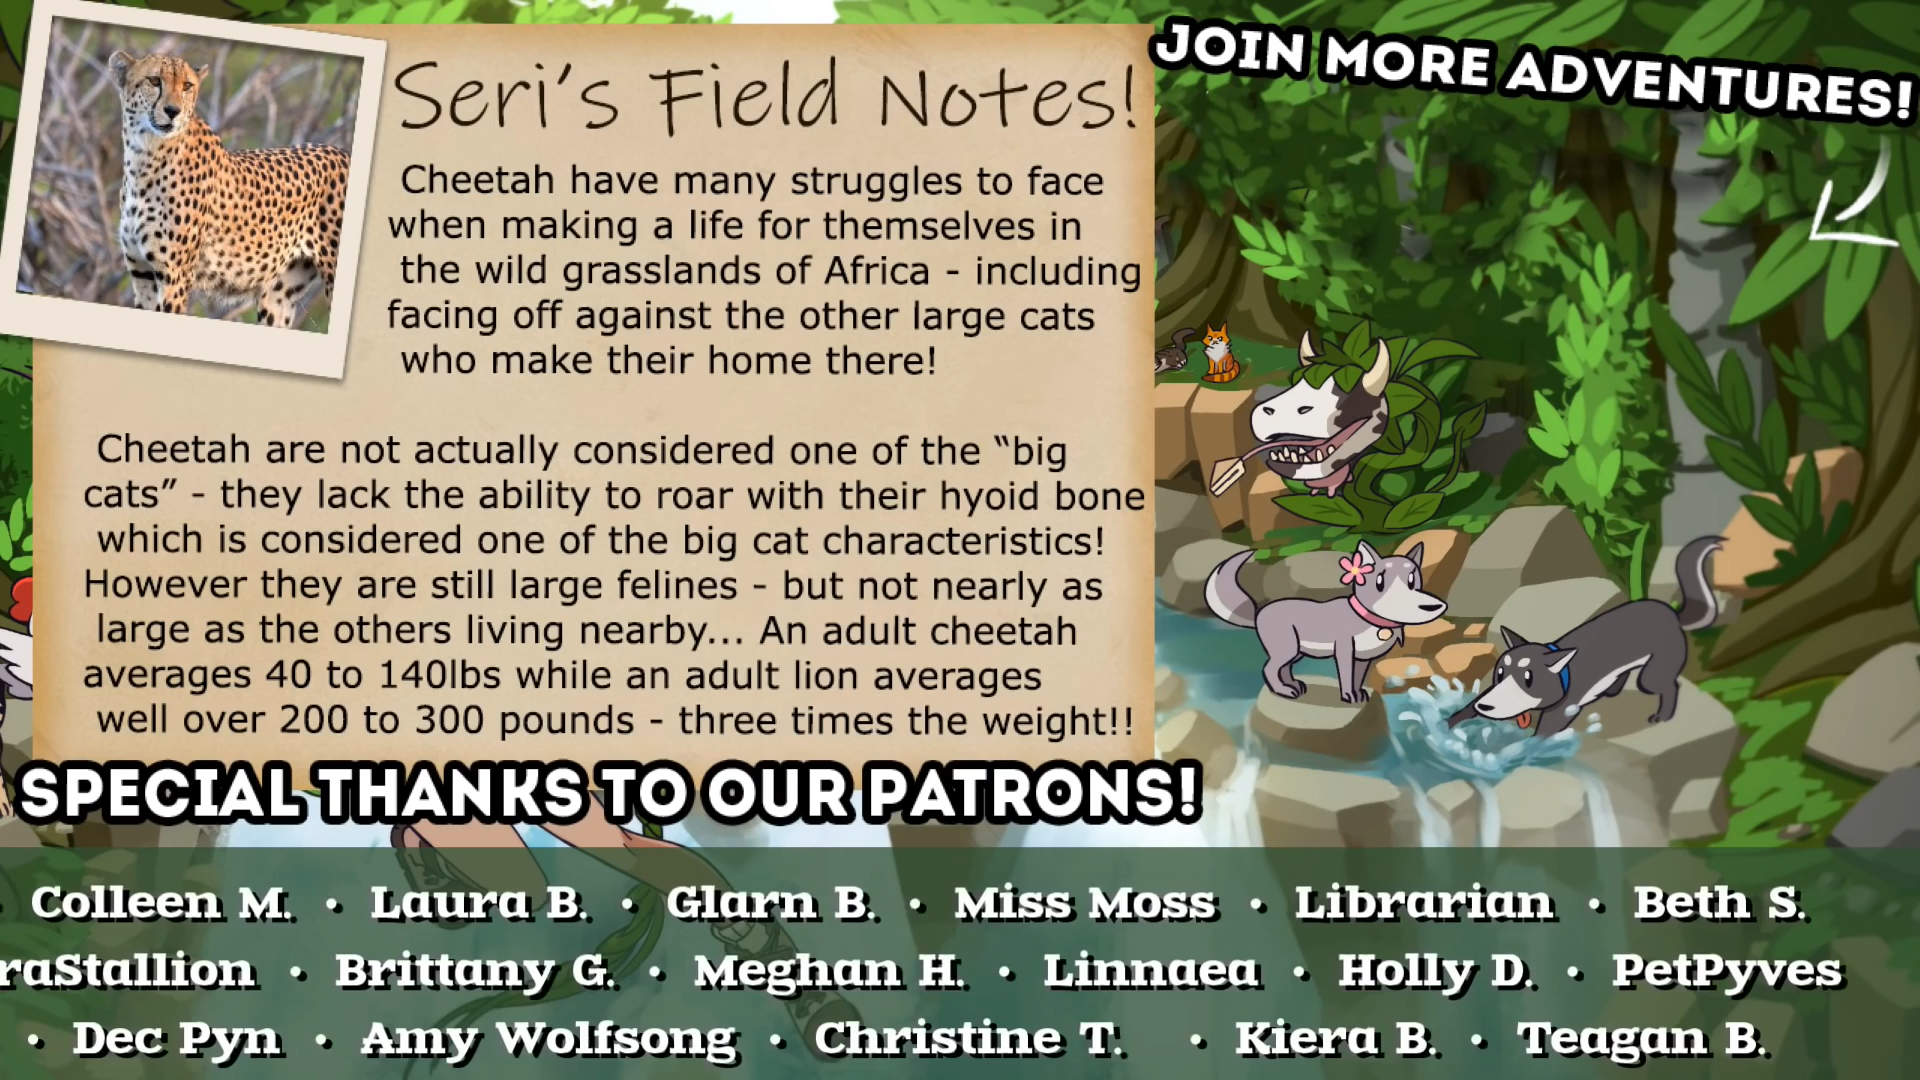 Seri's Field Notes!
JOIN MORE ADVENTURES!
Cheetah have many struggles to face
when making a life for themselves in
the wild grasslands of Africa - including
facing off against the other large cats
who make their home there!
Cheetah are not actually considered one of the “big
cats” - they lack the ability to roar with their hyoid bone
which is considered one of the big cat characteristics!
However they are still large felines - but not nearly as
large as the others living nearby... An adult cheetah
averages 40 to 140lbs while an adult lion averages
well over 200 to 300 pounds - three times the weight!!
SPECIAL THANKS TO OUR PATRONS!
• Colleen M. • Laura B. • Glarn B. • Miss Moss • Librarian • Beth S.
raStallion • Brittany G. • Meghan H. • Linnaea • Holly D. • PetPyves
• Dec Pyn • Amy Wolfsong • Christine T. • Kiera B. • Teagan B.